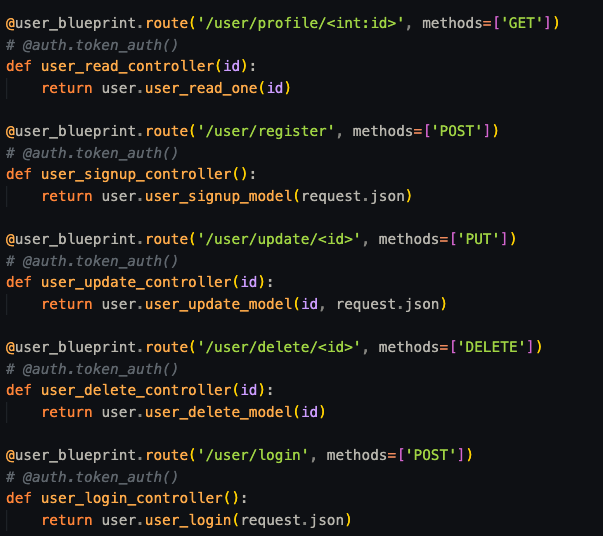 @user_blueprint.route('/user/profile/<int:id>', methods=['GET'])
# @auth.token_auth()
def user_read_controller(id):
    return user.user_read_one(id)

@user_blueprint.route('/user/register', methods=['POST'])
# @auth.token_auth()
def user_signup_controller():
    return user.user_signup_model(request.json)

@user_blueprint.route('/user/update/<id>', methods=['PUT'])
# @auth.token_auth()
def user_update_controller(id):
    return user.user_update_model(id, request.json)

@user_blueprint.route('/user/delete/<id>', methods=['DELETE'])
# @auth.token_auth()
def user_delete_controller(id):
    return user.user_delete_model(id)

@user_blueprint.route('/user/login', methods=['POST'])
# @auth.token_auth()
def user_login_controller():
    return user.user_login(request.json)